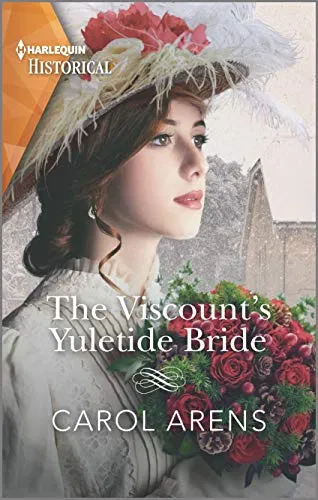 HARLEQUIN
HISTORICAL
The Viscount's
Yuletide Bride
CAROL ARENS